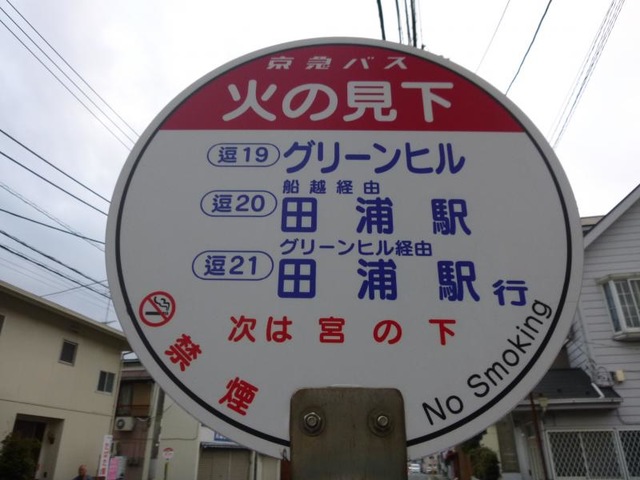 京急バス
火の見下
逗19 グリーンヒル
船越経由
逗20 田浦駅
グリーンヒル経由
逗21 田浦駅行
次は宮の下
禁煙
No Smoking